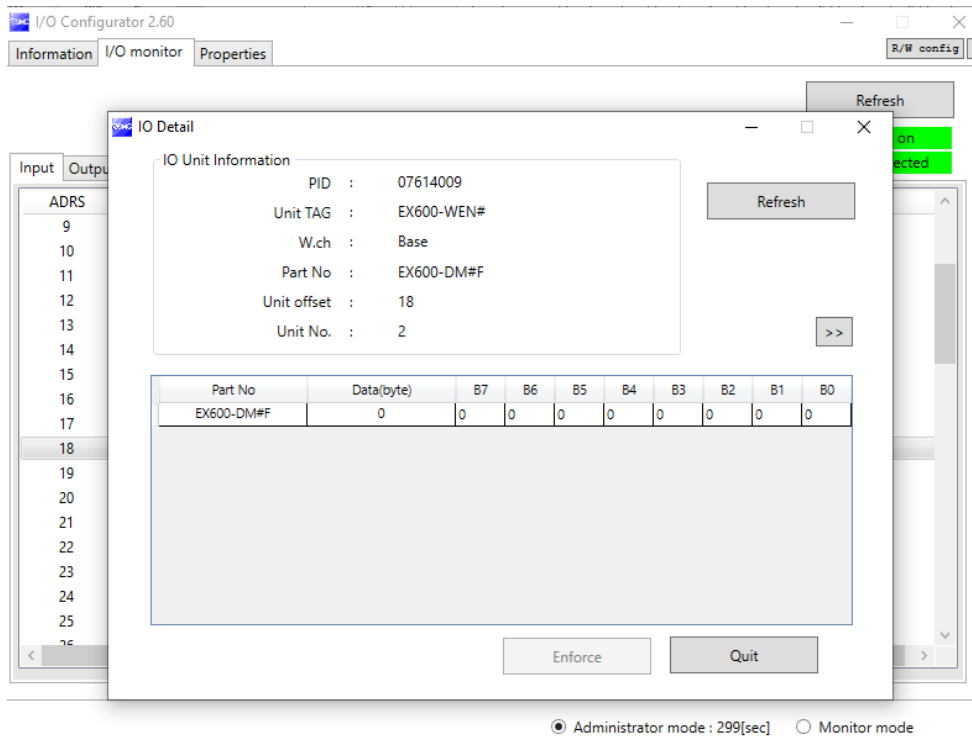 SMC I/O Configurator 2.60
Information I/O monitor Properties R/W config
Refresh
SMC IO Detail
on
ected
Input Outpu
IO Unit Information
PID : 07614009
Refresh
ADRS
Unit TAG : EX600-WEN#
9
W.ch : Base
10
Part No : EX600-DM#F
11
Unit offset : 18
12
Unit No. : 2
13
>>
14
15
Part No Data(byte) B7 B6 B5 B4 B3 B2 B1 B0
16
EX600-DM#F 0 0 0 0 0 0 0 0 0
17
18
19
20
21
22
23
24
25
26
Enforce Quit
Administrator mode : 299[sec] Monitor mode